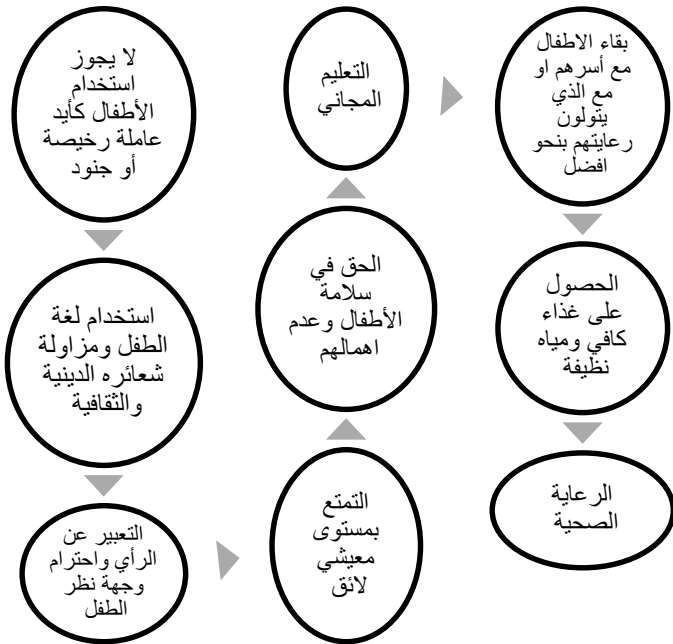 لا يجوز
استخدام
الأطفال كأيد
عاملة رخيصة
أو جنود
استخدام لغة
الطفل ومزاولة
شعائره الدينية
والثقافية
التعبير عن
الرأي واحترام
وجهة نظر
الطفل
التمتع
بمستوى
معيشي
لائق
الحق في
سلامة
الأطفال وعدم
اهمالهم
التعليم
المجاني
بقاء الاطفال
مع أسرهم او
مع الذي
يتولون
رعايتهم بنحو
افضل
الحصول
على غذاء
كافي ومياه
نظيفة
الرعاية
الصحية